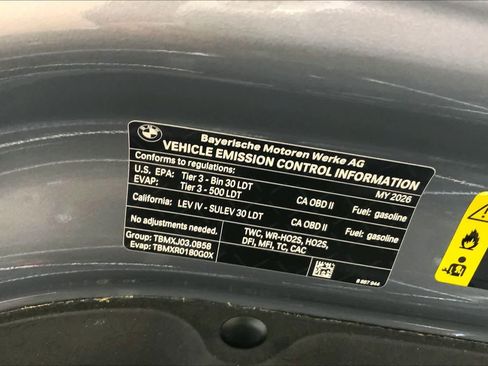 BMW
Bayerische Motoren Werke AG
VEHICLE EMISSION CONTROL INFORMATION
Conforms to regulations: MY 2026
U.S. EPA: Tier 3 - Bin 30 LDT CA OBD II Fuel: gasoline
EVAP: Tier 3 - 500 LDT
California: LEV IV - SULEV 30 LDT CA OBD II Fuel: gasoline
No adjustments needed. TWC, WR-HO2S, HO2S,
Group: TBMXJ03.0B58 DFI, MFI, TC, CAC
Evap: TBMXR0180G0X